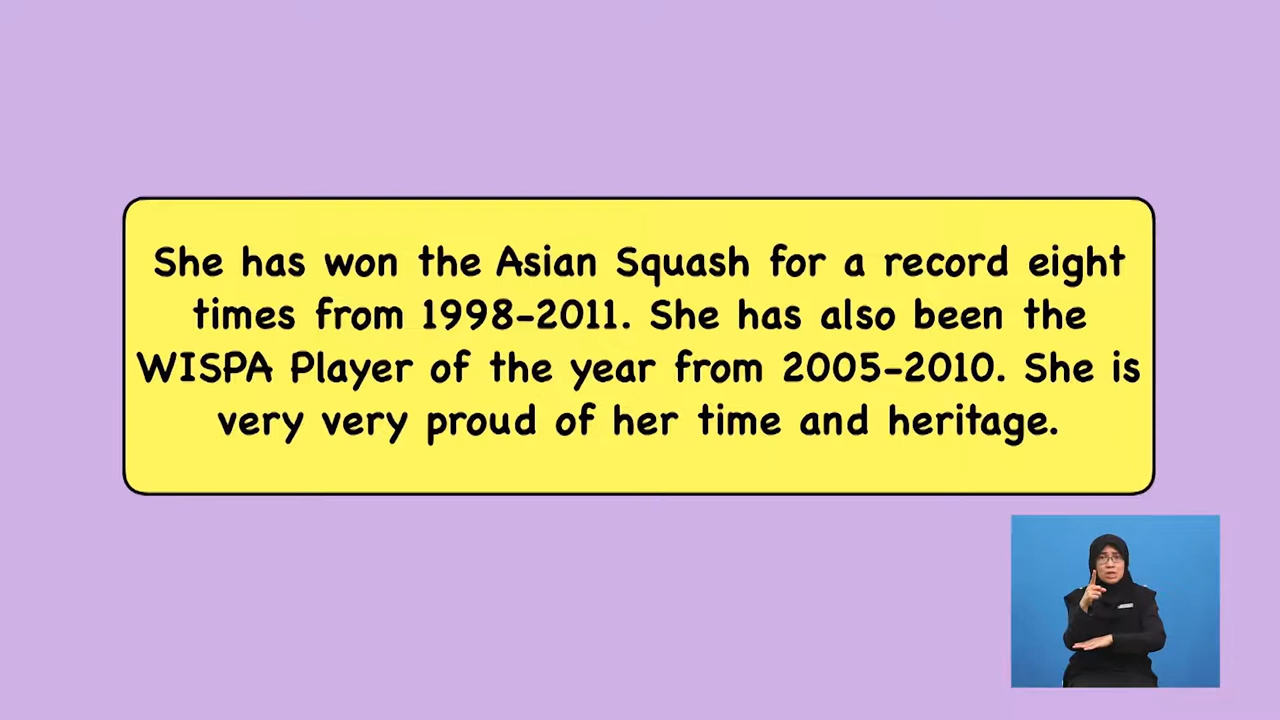 She has won the Asian Squash for a record eight
times from 1998-2011. She has also been the
WISPA Player of the year from 2005-2010. She is
very very proud of her time and heritage.